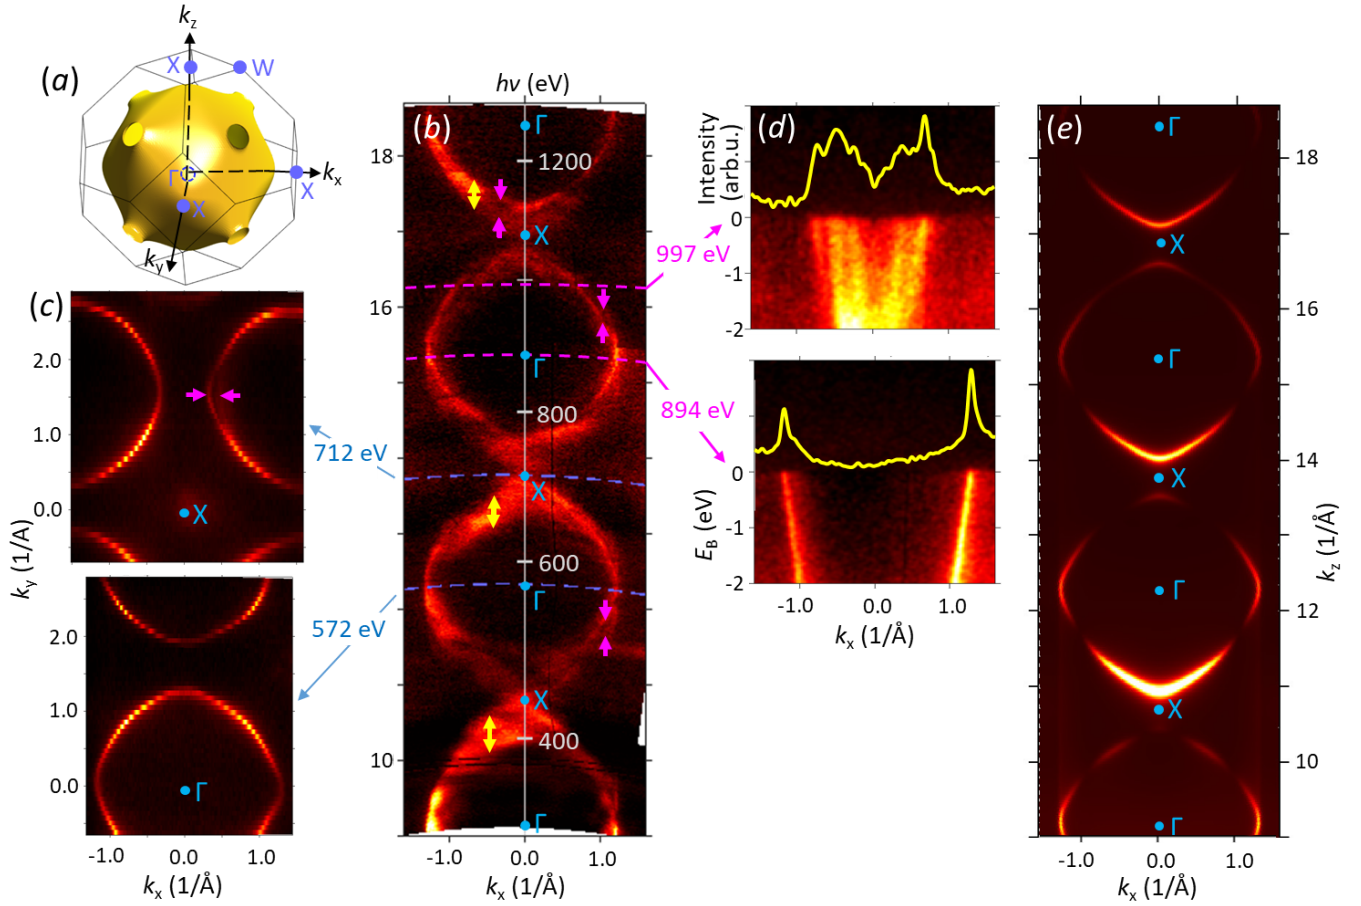 (a)
kz
X
W
Γ
kx
X
X
ky
hν (eV)
(b)
Γ
18
1200
X
16
Γ
800
14
X
600
Γ
12
X
400
10
Γ
-1.0
0.0
1.0
kx (1/Å)
(c)
2.0
1.0
0.0
X
712 eV
572 eV
2.0
1.0
0.0
Γ
ky (1/Å)
-1.0
0.0
1.0
kx (1/Å)
(d)
Intensity
(arb.u.)
0
-1
-2
997 eV
894 eV
0
-1
-2
EB (eV)
-1.0
0.0
1.0
kx (1/Å)
(e)
Γ
18
X
16
Γ
14
X
kz (1/Å)
Γ
12
X
10
Γ
-1.0
0.0
1.0
kx (1/Å)